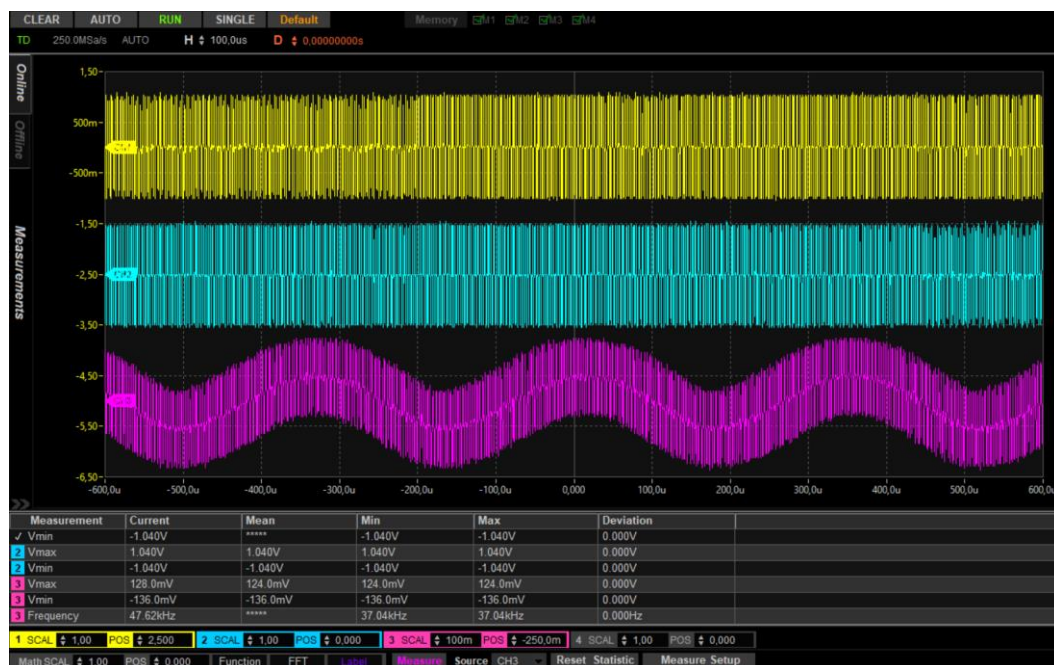 CLEAR AUTO RUN SINGLE Default Memory M1 M2 M3 M4
TD 250.0MSa/s AUTO H 100,0us D 0,00000000s
Online
Offline
Measurements
1,50
500m
-500m
-1,50
-2,50
-3,50
-4,50
-5,50
-6,50
-600,0u -500,0u -400,0u -300,0u -200,0u -100,0u 0,000 100,0u 200,0u 300,0u 400,0u 500,0u 600,0u
Measurement Current Mean Min Max Deviation
✓ Vmin -1.040V ***** -1.040V -1.040V 0.000V
2 Vmax 1.040V 1.040V 1.040V 1.040V 0.000V
2 Vmin -1.040V -1.040V -1.040V -1.040V 0.000V
3 Vmax 128.0mV 124.0mV 124.0mV 124.0mV 0.000V
3 Vmin -136.0mV -136.0mV -136.0mV -136.0mV 0.000V
3 Frequency 47.62kHz ***** 37.04kHz 37.04kHz 0.000Hz
1 SCAL 1,00 POS 2,500 2 SCAL 1,00 POS 0,000 3 SCAL 100m POS -250,0m 4 SCAL 1,00 POS 0,000
Math SCAL 1,00 POS 0,000 Function FFT Label Measure Source CH3 Reset Statistic Measure Setup